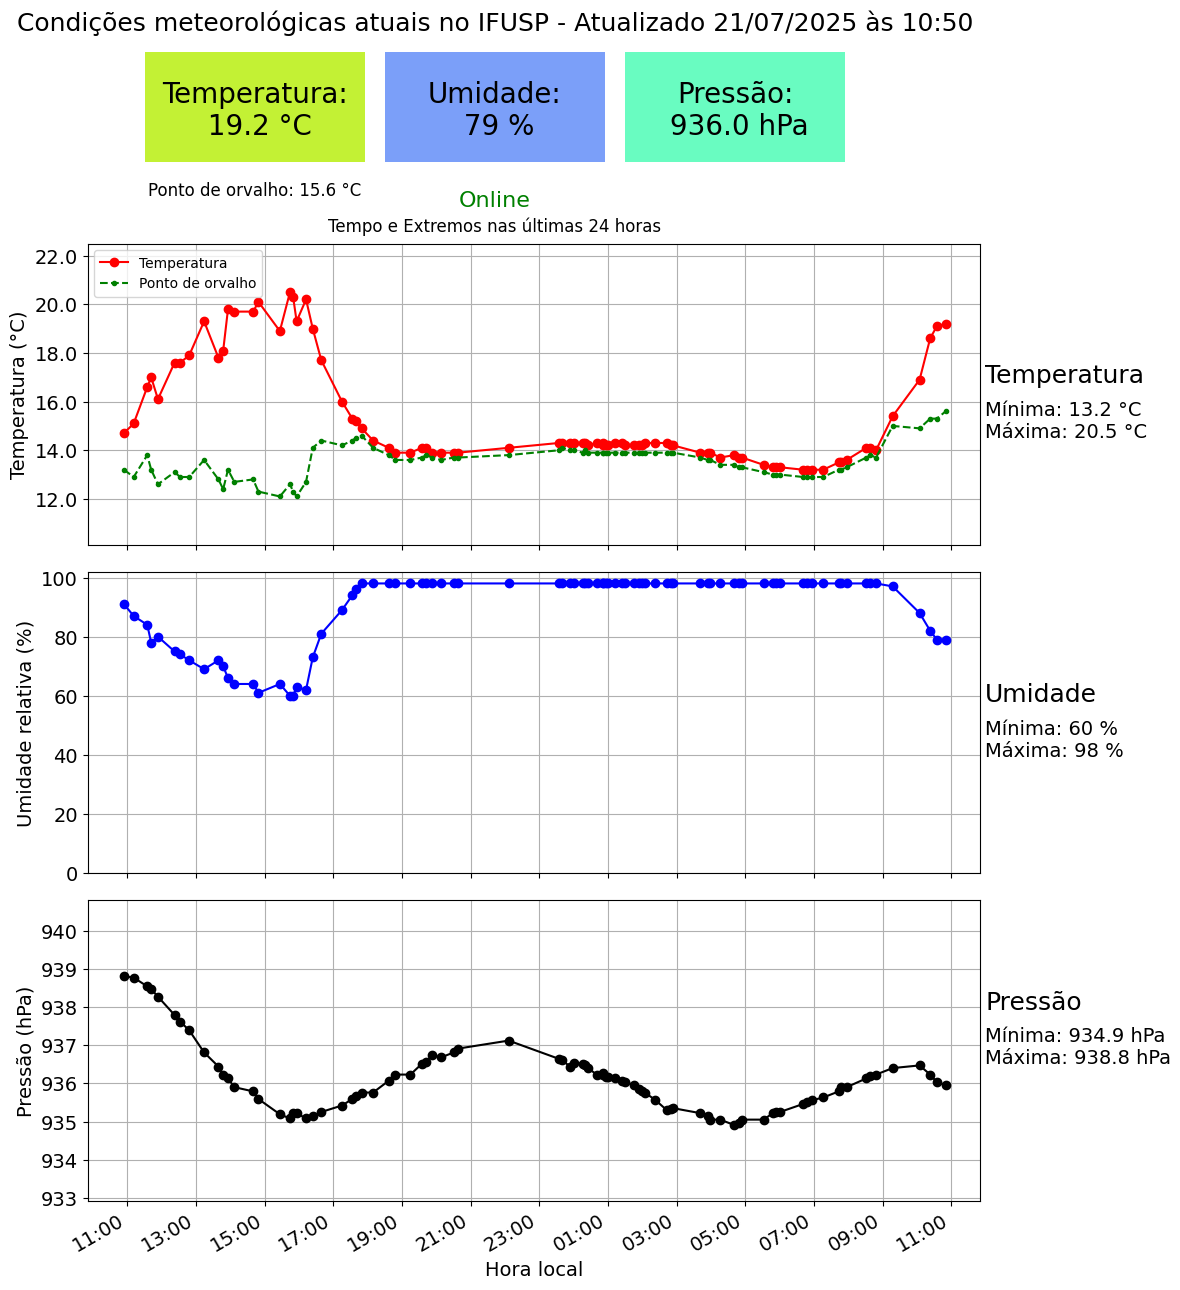 Condições meteorológicas atuais no IFUSP - Atualizado 21/07/2025 às 10:50
Temperatura:
19.2 °C
Umidade:
79 %
Pressão:
936.0 hPa
Ponto de orvalho: 15.6 °C
Online
Tempo e Extremos nas últimas 24 horas
Temperatura (°C)
22.0
20.0
18.0
16.0
14.0
12.0
Temperatura
Ponto de orvalho
Temperatura
Mínima: 13.2 °C
Máxima: 20.5 °C
Umidade relativa (%)
100
80
60
40
20
0
Umidade
Mínima: 60 %
Máxima: 98 %
Pressão (hPa)
940
939
938
937
936
935
934
933
Pressão
Mínima: 934.9 hPa
Máxima: 938.8 hPa
11:00
13:00
15:00
17:00
19:00
21:00
23:00
01:00
03:00
05:00
07:00
09:00
11:00
Hora local